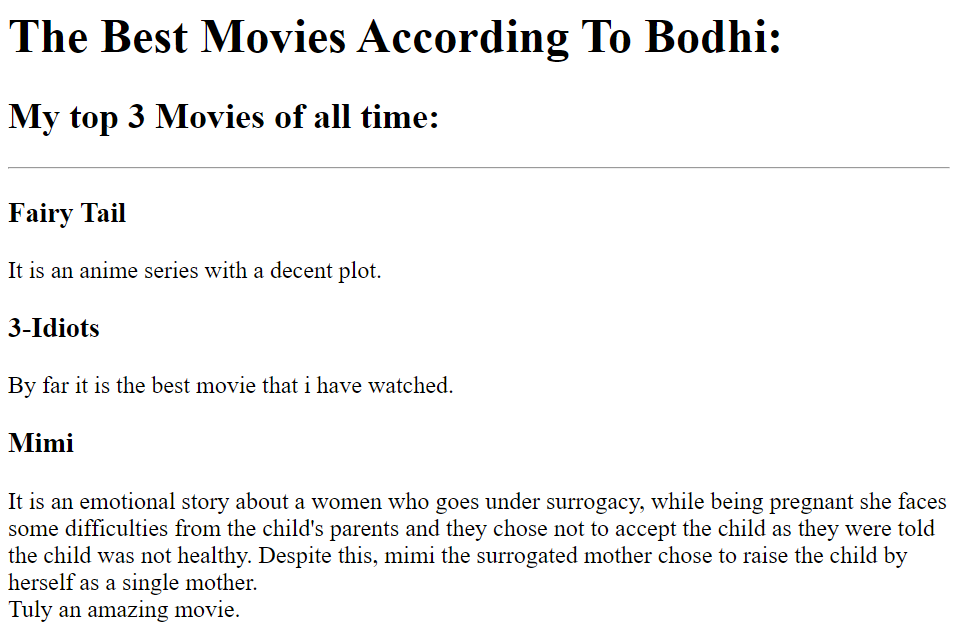 The Best Movies According To Bodhi:
My top 3 Movies of all time:
Fairy Tail
It is an anime series with a decent plot.
3-Idiots
By far it is the best movie that i have watched.
Mimi
It is an emotional story about a women who goes under surrogacy, while being pregnant she faces
some difficulties from the child's parents and they chose not to accept the child as they were told
the child was not healthy. Despite this, mimi the surrogated mother chose to raise the child by
herself as a single mother.
Tuly an amazing movie.